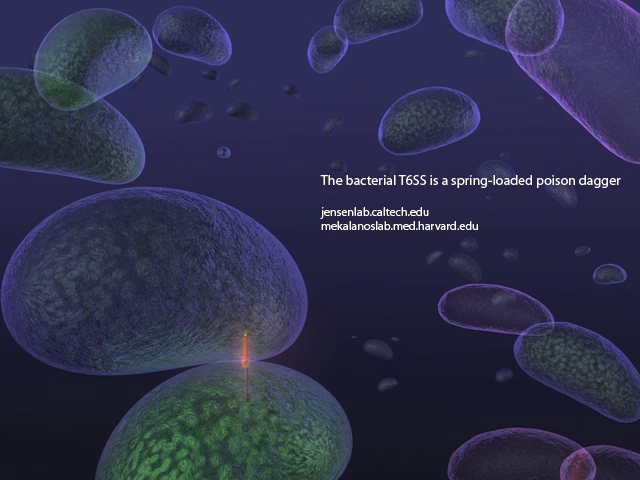 The bacterial T6SS is a spring-loaded poison dagger
jensenlab.caltech.edu
mekalanoslab.med.harvard.edu